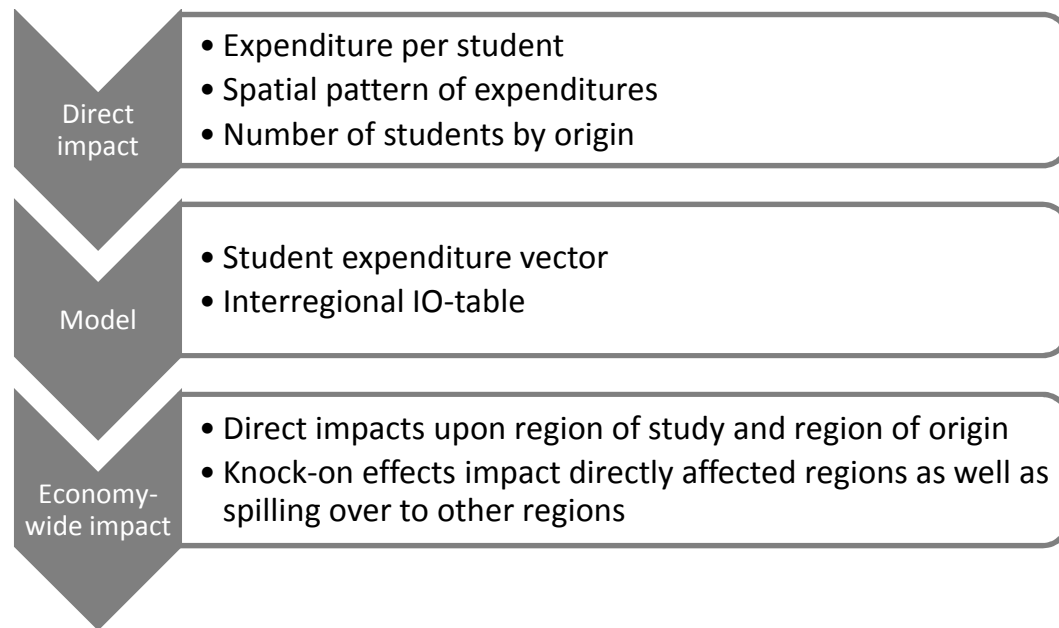 Direct
impact
• Expenditure per student
• Spatial pattern of expenditures
• Number of students by origin
Model
• Student expenditure vector
• Interregional IO-table
Economy-
wide impact
• Direct impacts upon region of study and region of origin
• Knock-on effects impact directly affected regions as well as
spilling over to other regions